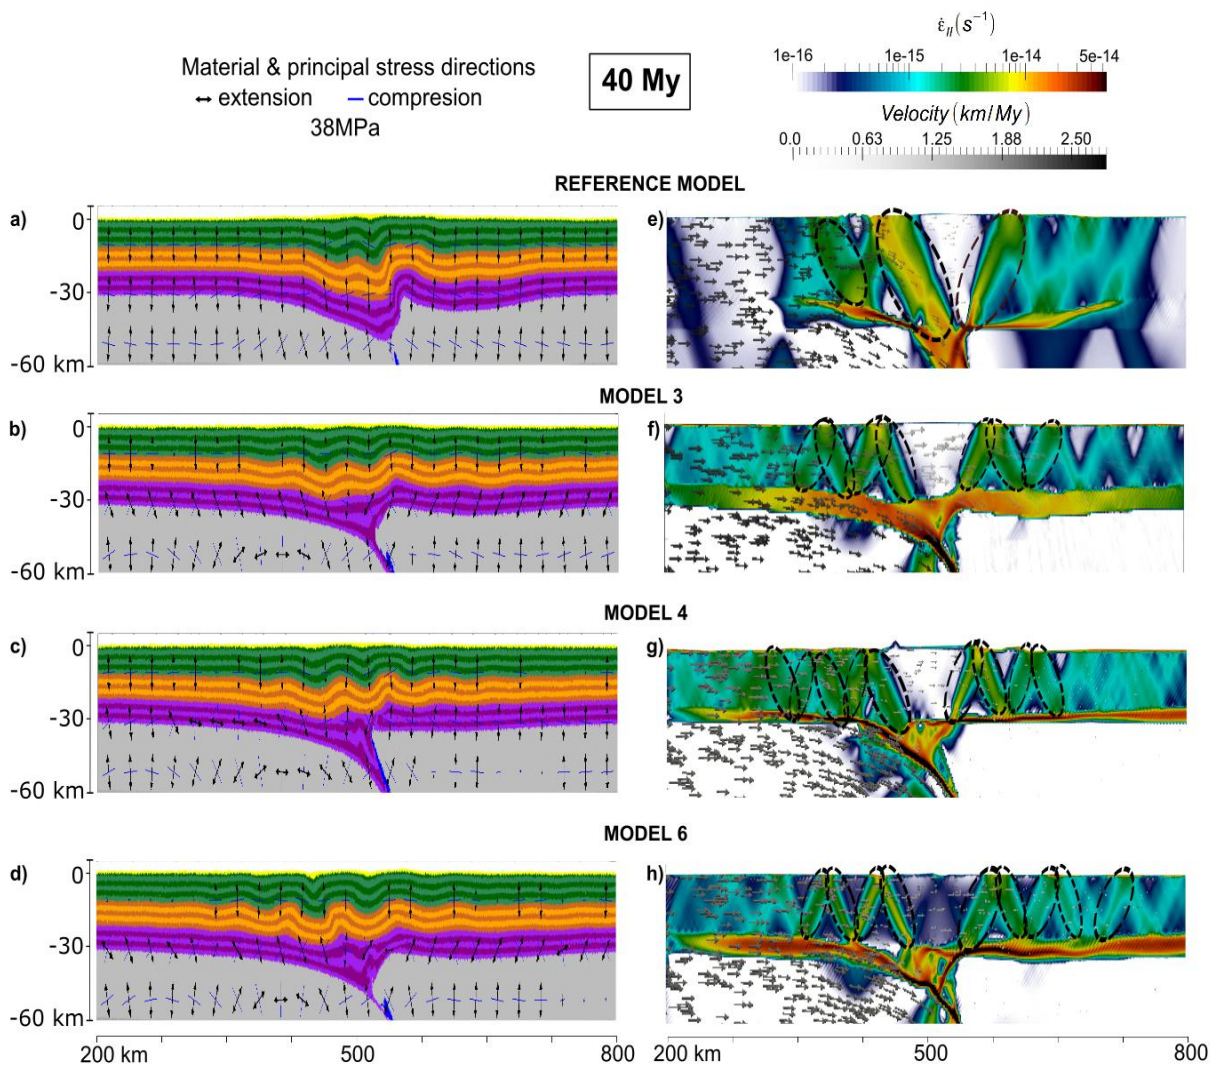 Material & principal stress directions
extension compresion
38MPa
40 My
ε̇II(s⁻¹)
1e-16 1e-15 1e-14 5e-14
Velocity (km/My)
0.0 0.63 1.25 1.88 2.50
REFERENCE MODEL
a) 0 e)
-30
-60 km
MODEL 3
b) 0 f)
-30
-60 km
MODEL 4
c) 0 g)
-30
-60 km
MODEL 6
d) 0 h)
-30
-60 km
200 km 500 800 200 km 500 800